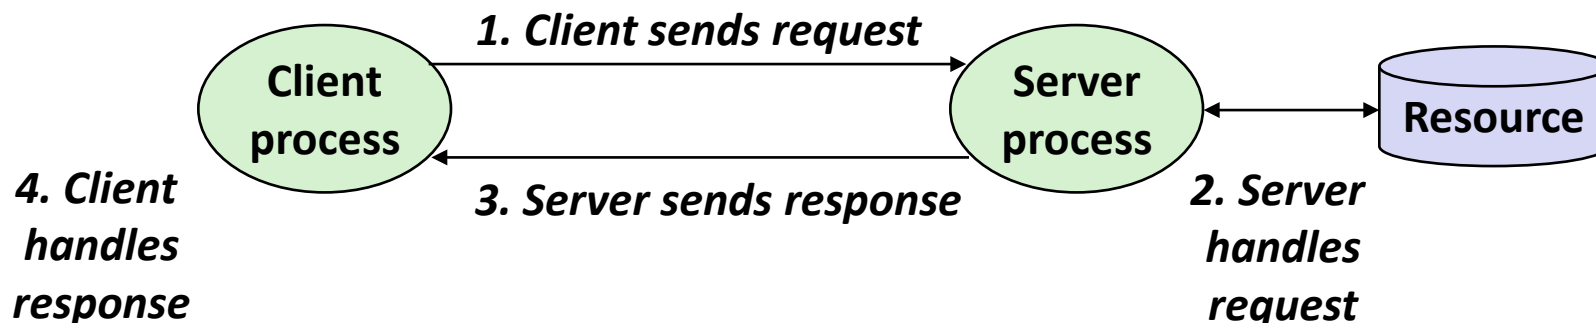 1. Client sends request
Client
process
Server
process
Resource
3. Server sends response
2. Server
handles
request
4. Client
handles
response